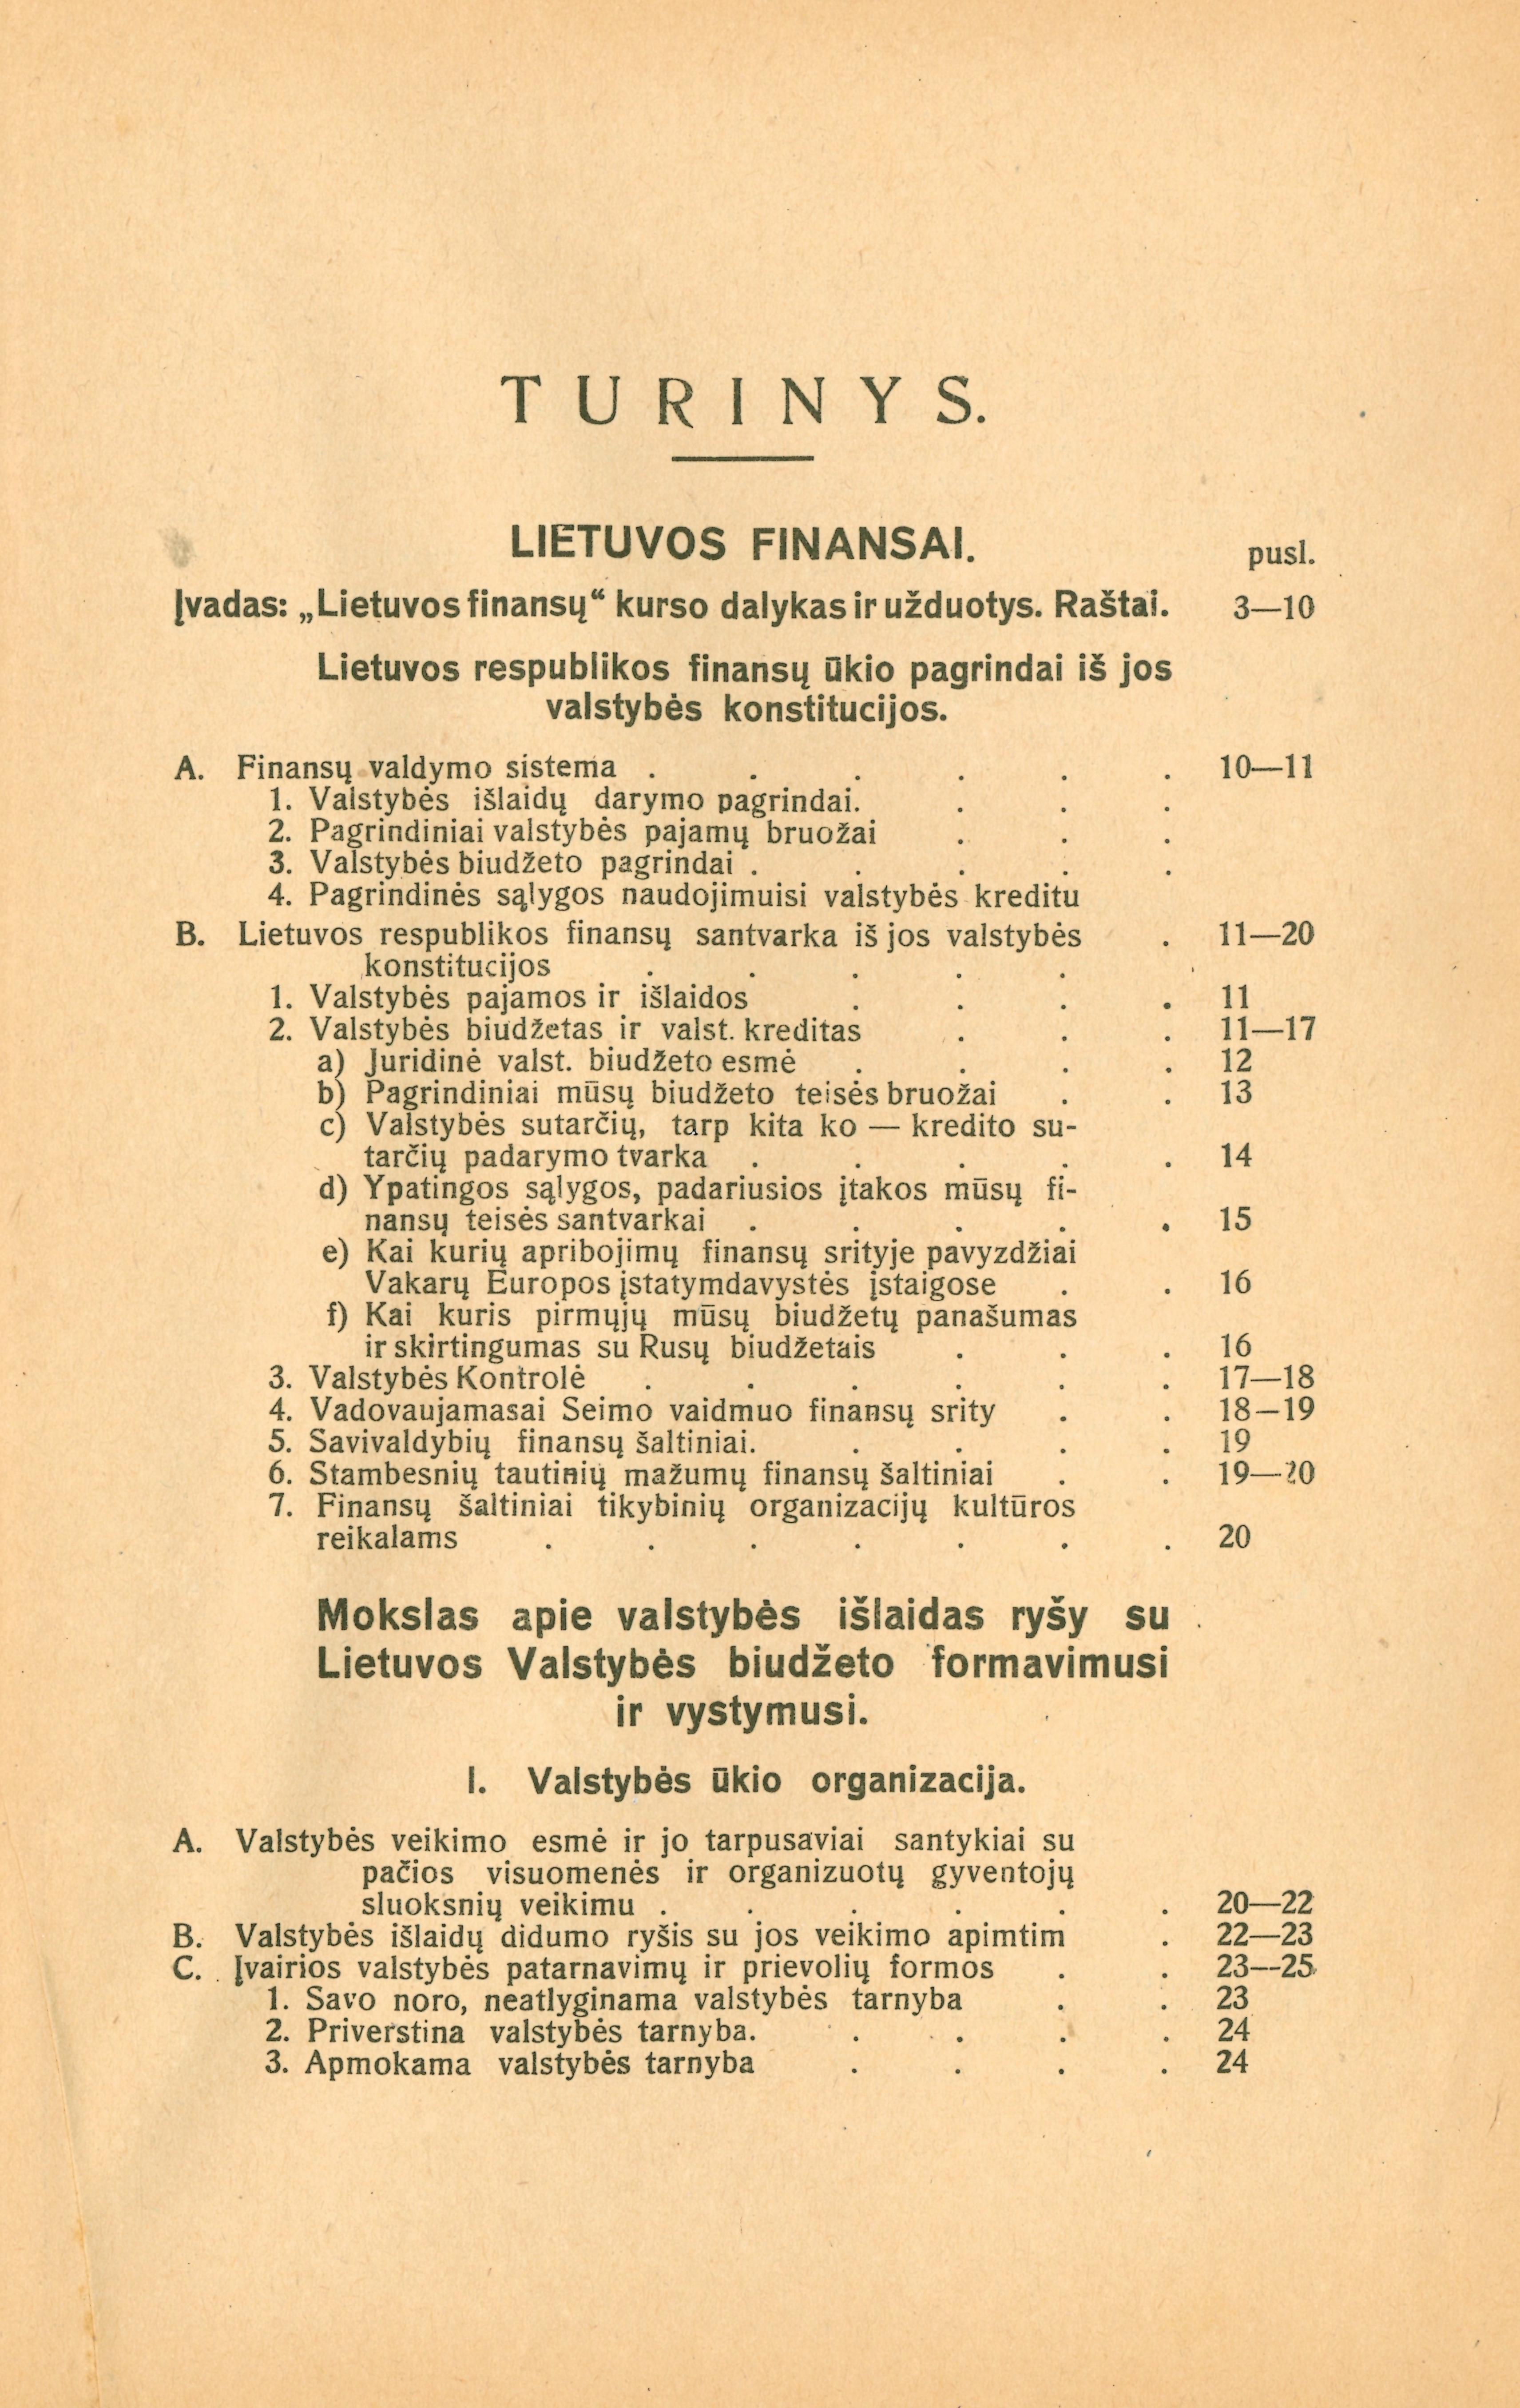 TURINYS.
LIETUVOS FINANSAI.
pusl.
Įvadas: „Lietuvos finansų“ kurso dalykas ir užduotys. Raštai. 3—10
Lietuvos respublikos finansų ūkio pagrindai iš jos
valstybės konstitucijos.
A. Finansų valdymo sistema . . . . . . 10—11
1. Valstybės išlaidų darymo pagrindai. . . .
2. Pagrindiniai valstybės pajamų bruožai . . .
3. Valstybės biudžeto pagrindai . . . . .
4. Pagrindinės sąlygos naudojimuisi valstybės kreditu
B. Lietuvos respublikos finansų santvarka iš jos valstybės . 11—20
konstitucijos . . . . .
1. Valstybės pajamos ir išlaidos . . . . 11
2. Valstybės biudžetas ir valst. kreditas . . . 11—17
a) Juridinė valst. biudžeto esmė . . . . 12
b) Pagrindiniai mūsų biudžeto teisės bruožai . . 13
c) Valstybės sutarčių, tarp kita ko — kredito su-
tarčių padarymo tvarka . . . . . 14
d) Ypatingos sąlygos, padariusios įtakos mūsų fi-
nansų teisės santvarkai . . . . . 15
e) Kai kurių apribojimų finansų srityje pavyzdžiai
Vakarų Europos įstatymdavystės įstaigose . . 16
f) Kai kuris pirmųjų mūsų biudžetų panašumas
ir skirtingumas su Rusų biudžetais . . . 16
3. Valstybės Kontrolė . . . . . . 17—18
4. Vadovaujamasai Seimo vaidmuo finansų srity . . 18—19
5. Savivaldybių finansų šaltiniai. . . . . 19
6. Stambesnių tautinių mažumų finansų šaltiniai . . 19—20
7. Finansų šaltiniai tikybinių organizacijų kultūros
reikalams . . . . . . . 20
Mokslas apie valstybės išlaidas ryšy su
Lietuvos Valstybės biudžeto formavimusi
ir vystymusi.
I. Valstybės ūkio organizacija.
A. Valstybės veikimo esmė ir jo tarpusaviai santykiai su
pačios visuomenės ir organizuotų gyventojų
sluoksnių veikimu . . . . . . 20—22
B. Valstybės išlaidų didumo ryšis su jos veikimo apimtim . 22—23
C. Įvairios valstybės patarnavimų ir prievolių formos . . 23—25
1. Savo noro, neatlyginama valstybės tarnyba . . 23
2. Priverstina valstybės tarnyba. . . . . 24
3. Apmokama valstybės tarnyba . . . . 24